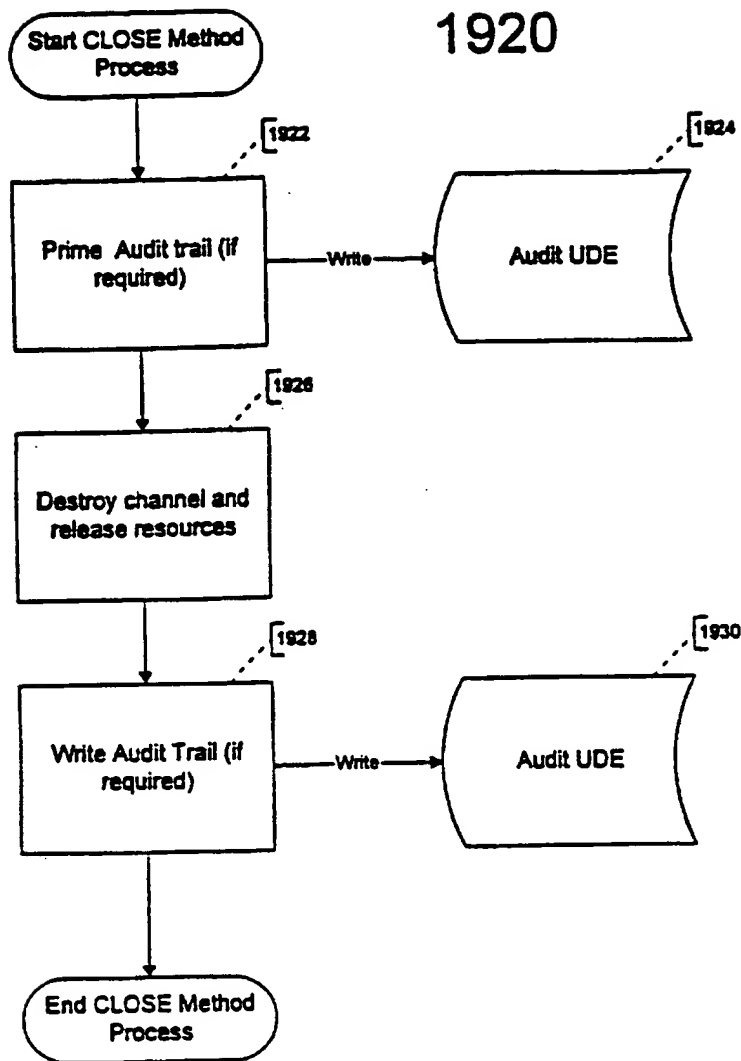 1920
Start CLOSE Method
Process
1922
1924
Prime Audit trail (if
required)
Write
Audit UDE
1926
Destroy channel and
release resources
1928
1930
Write Audit Trail (if
required)
Write
Audit UDE
End CLOSE Method
Process